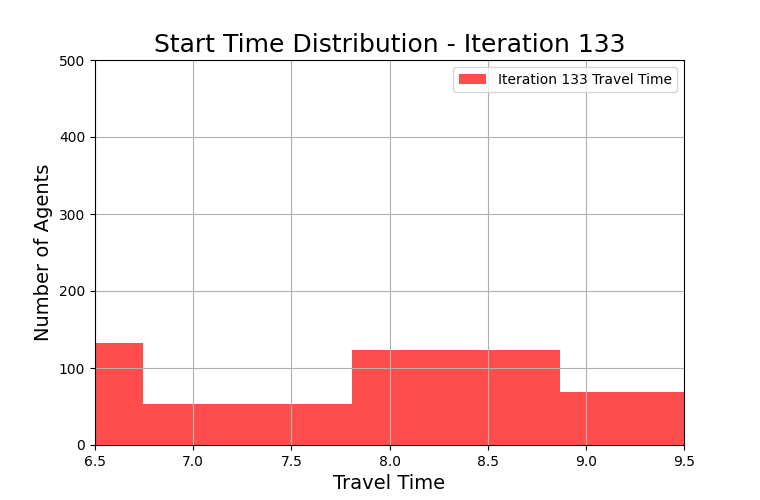 Start Time Distribution - Iteration 133
Iteration 133 Travel Time
Number of Agents
500
400
300
200
100
0
6.5 7.0 7.5 8.0 8.5 9.0 9.5
Travel Time